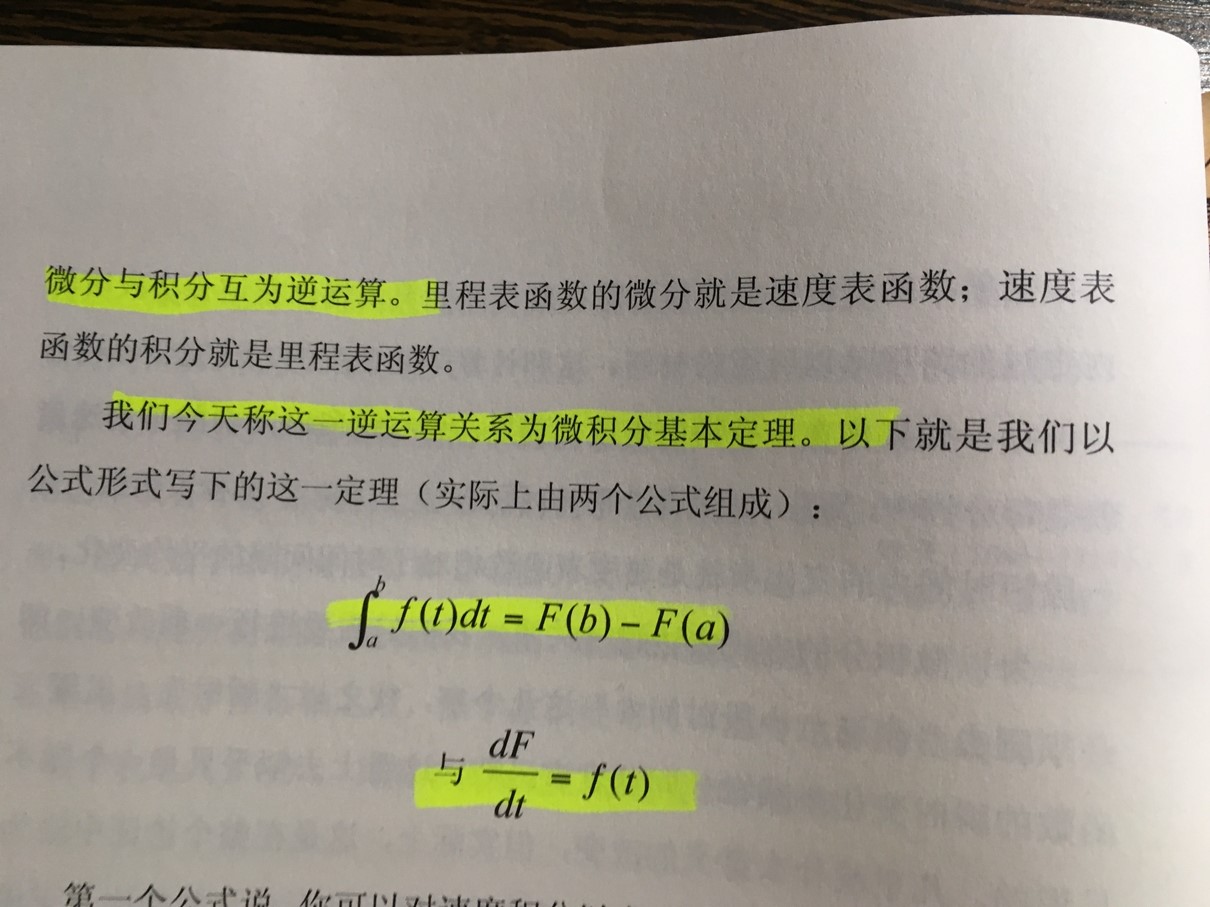 微分与积分互为逆运算。里程表函数的微分就是速度表函数；速度表
函数的积分就是里程表函数。
我们今天称这一逆运算关系为微积分基本定理。以下就是我们以
公式形式写下的这一定理（实际上由两个公式组成）：
∫_a^b f(t)dt = F(b) − F(a)
与 dF/dt = f(t)
第一个公式说，你可以对速度积分